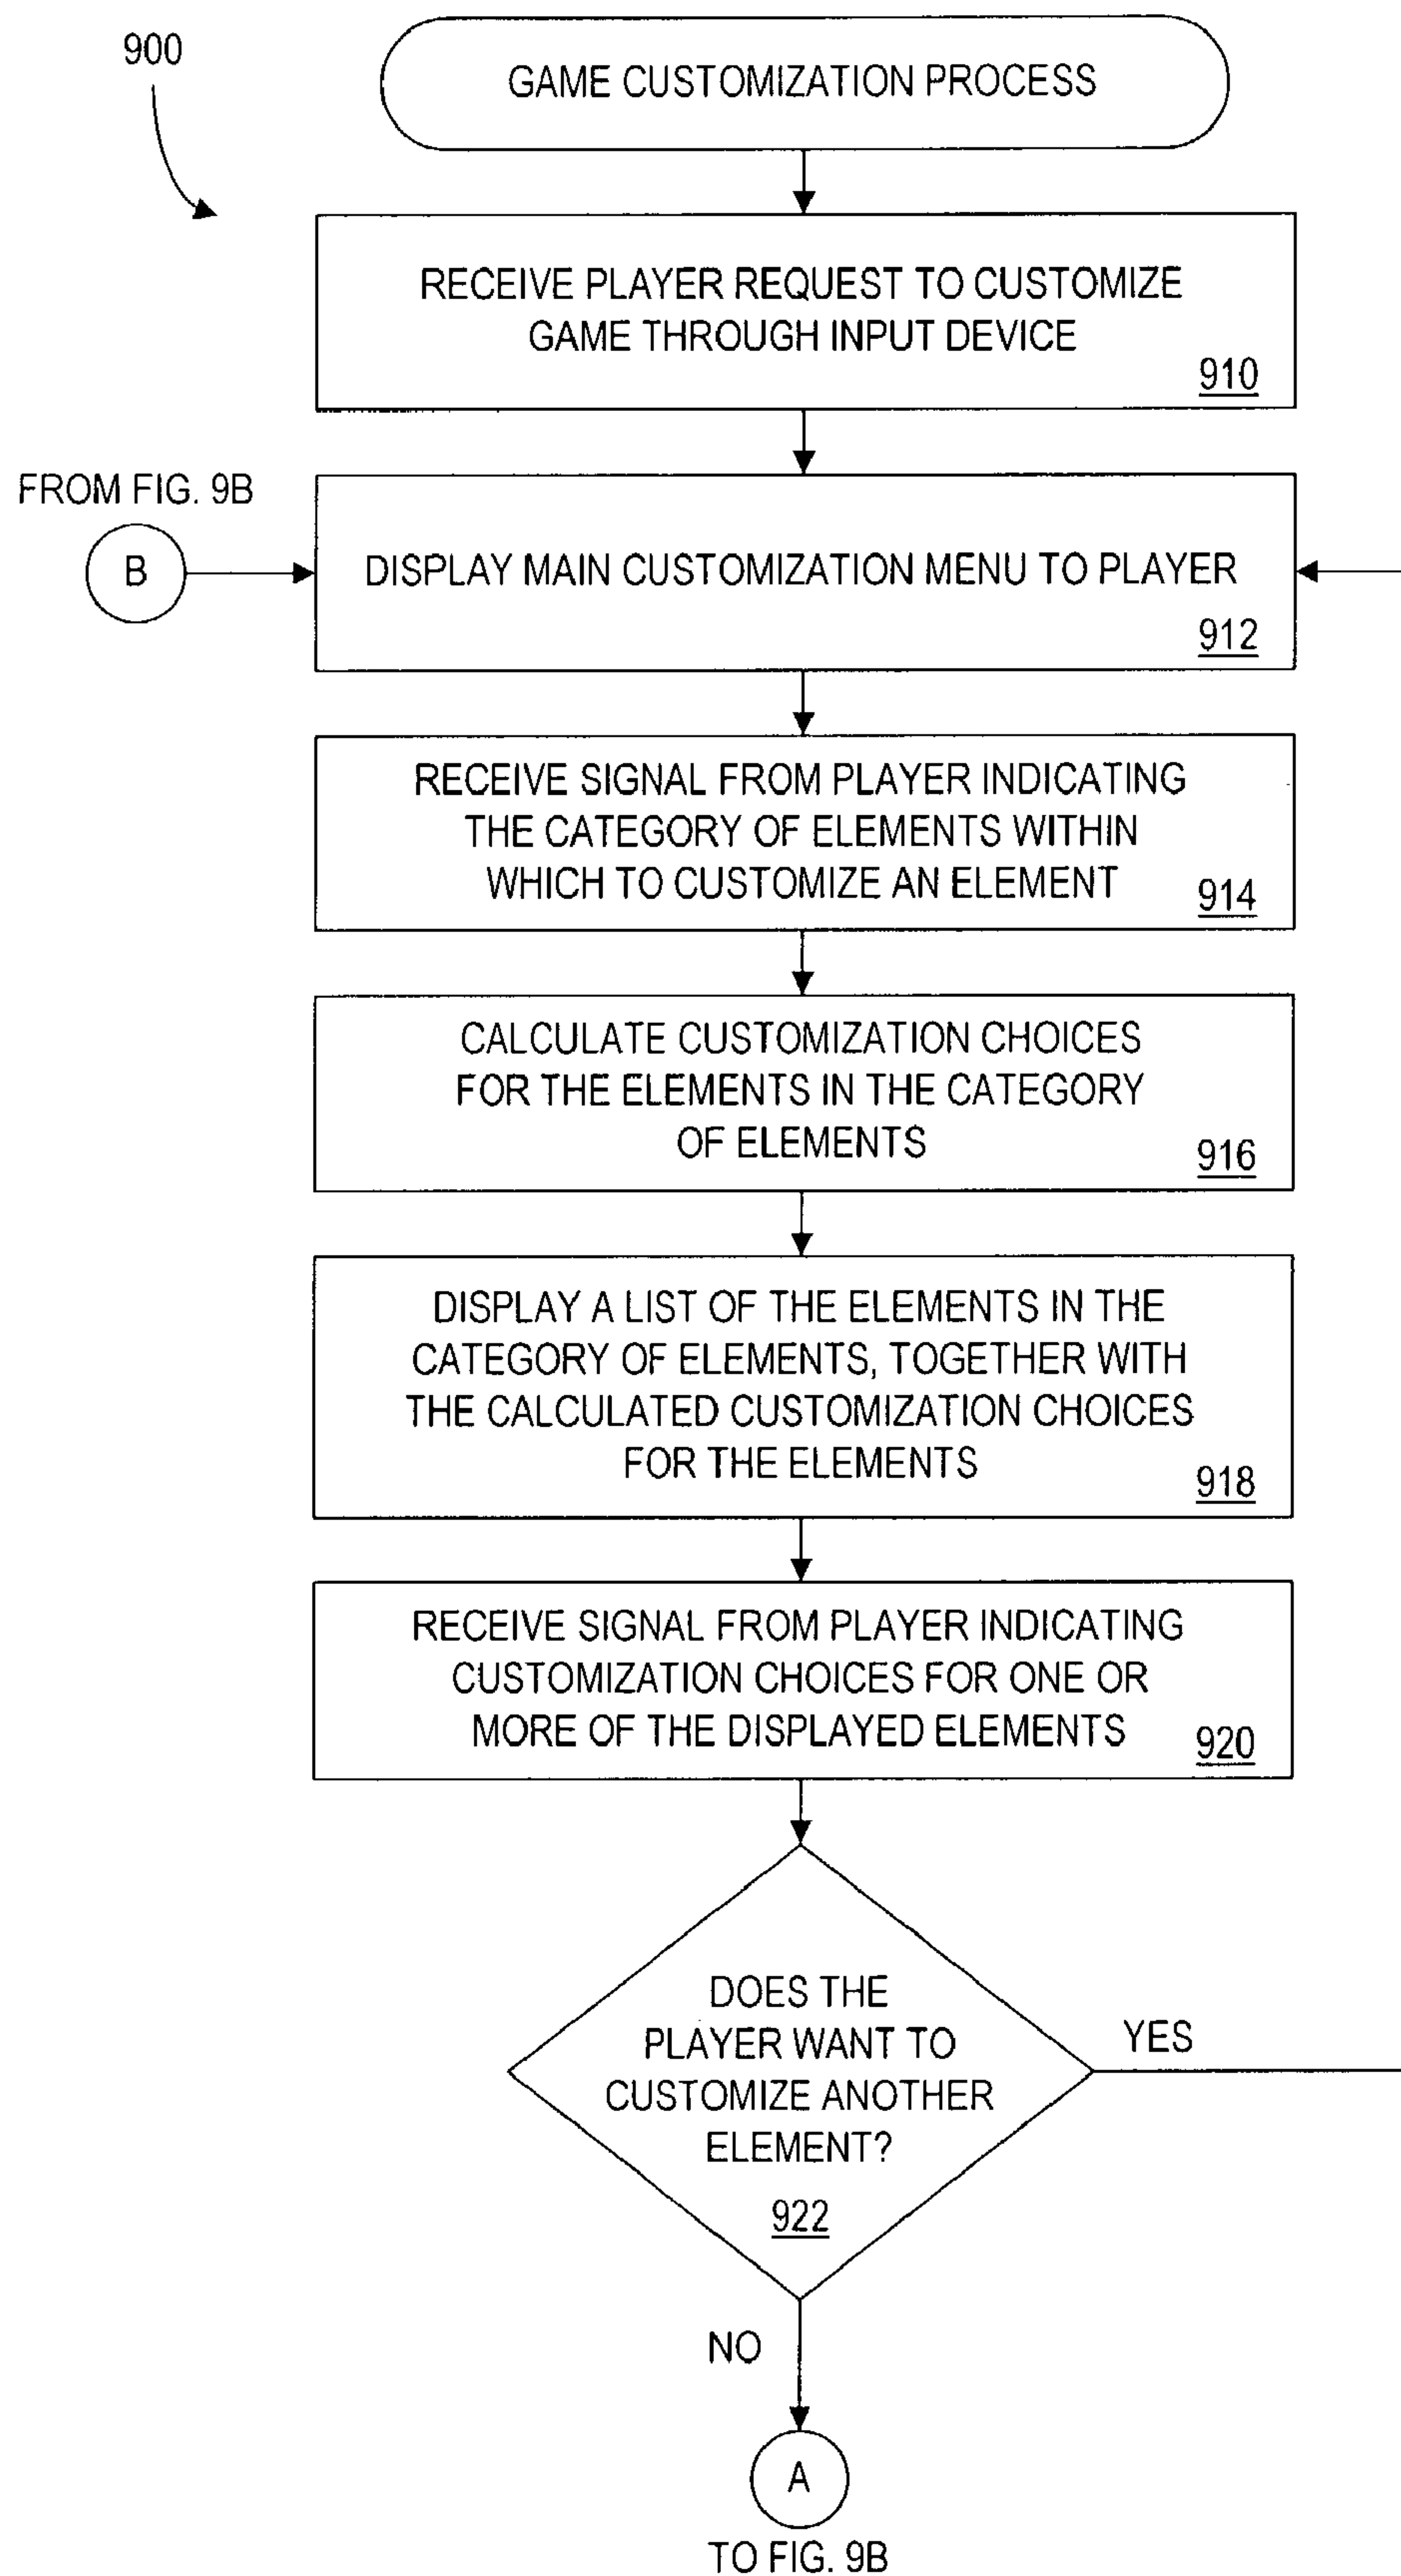 900
GAME CUSTOMIZATION PROCESS
RECEIVE PLAYER REQUEST TO CUSTOMIZE
GAME THROUGH INPUT DEVICE
910
FROM FIG. 9B
B
DISPLAY MAIN CUSTOMIZATION MENU TO PLAYER
912
RECEIVE SIGNAL FROM PLAYER INDICATING
THE CATEGORY OF ELEMENTS WITHIN
WHICH TO CUSTOMIZE AN ELEMENT
914
CALCULATE CUSTOMIZATION CHOICES
FOR THE ELEMENTS IN THE CATEGORY
OF ELEMENTS
916
DISPLAY A LIST OF THE ELEMENTS IN THE
CATEGORY OF ELEMENTS, TOGETHER WITH
THE CALCULATED CUSTOMIZATION CHOICES
FOR THE ELEMENTS
918
RECEIVE SIGNAL FROM PLAYER INDICATING
CUSTOMIZATION CHOICES FOR ONE OR
MORE OF THE DISPLAYED ELEMENTS
920
DOES THE
PLAYER WANT TO
CUSTOMIZE ANOTHER
ELEMENT?
922
YES
NO
A
TO FIG. 9B